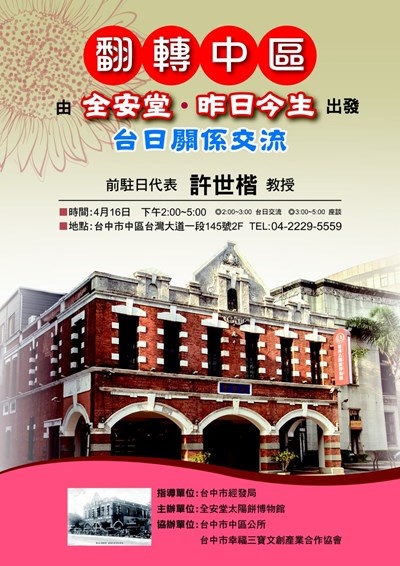 翻轉中區
由 全安堂・昨日今生 出發
台日關係交流
前駐日代表 許世楷 教授
■時間:4月16日 下午2:00~5:00 ◎2:00~3:00 台日交流 ◎3:00~5:00 座談
■地點:台中市中區台灣大道一段145號2F TEL:04-2229-5559
指導單位:台中市經發局
主辦單位:全安堂太陽餅博物館
協辦單位:台中市中區公所
台中市幸福三寶文創產業合作協會